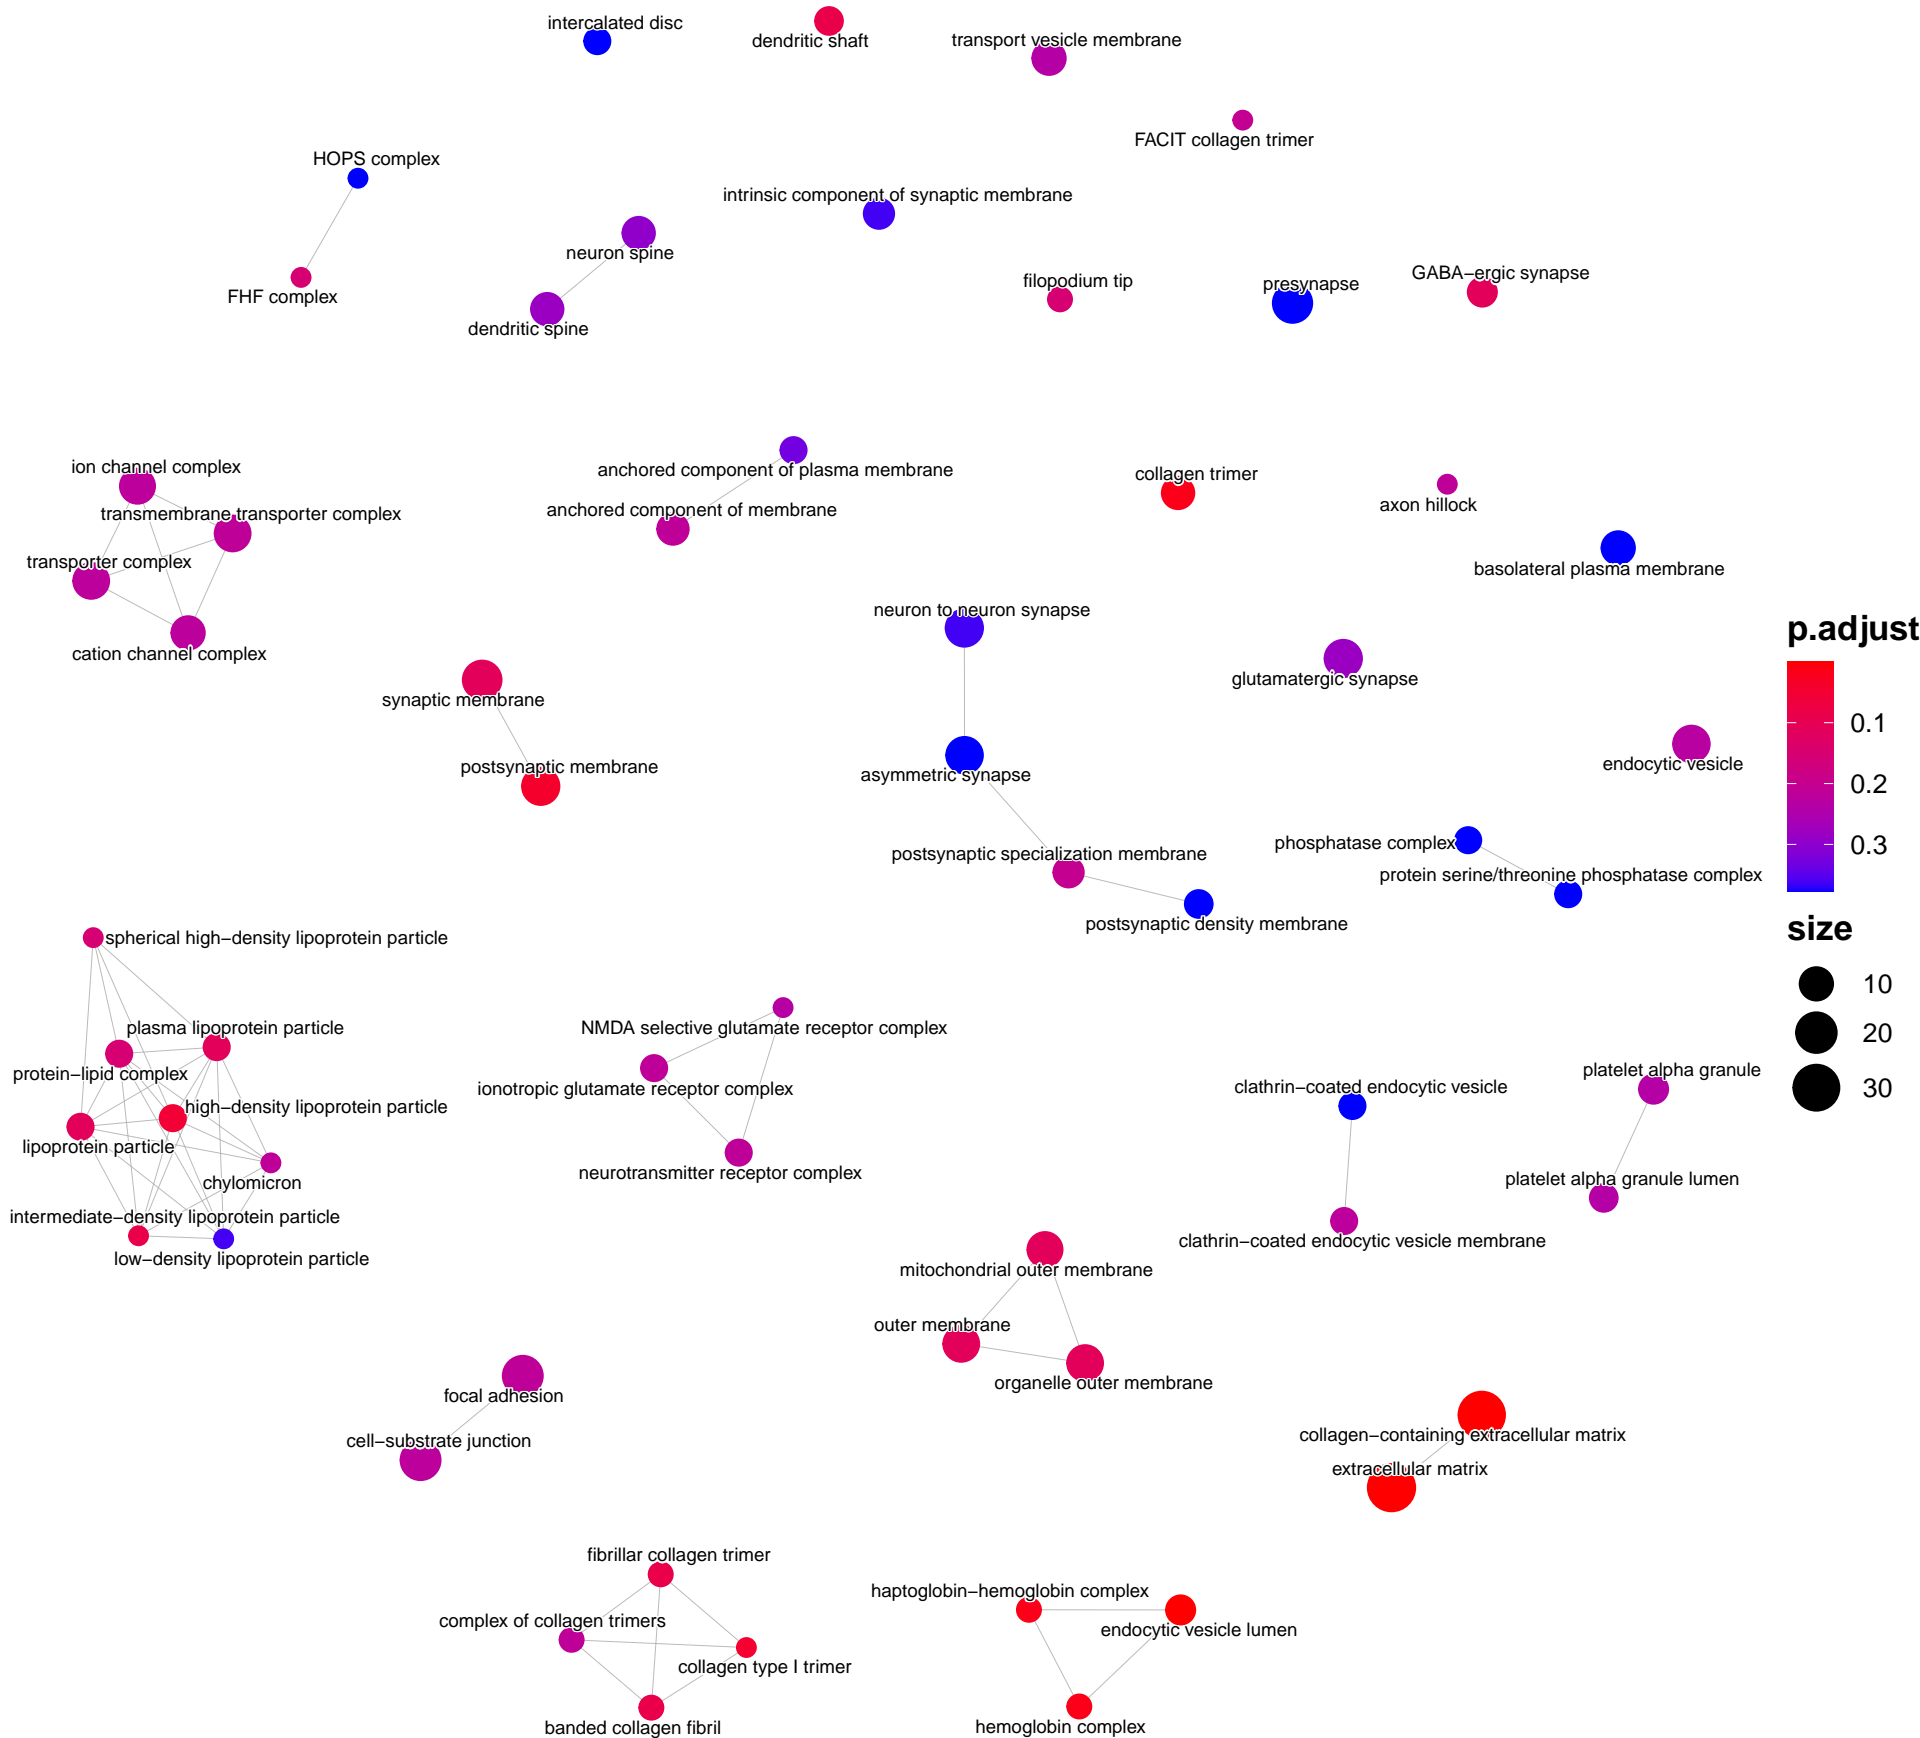 intercalated disc
dendritic shaft
transport vesicle membrane
FACIT collagen trimer
HOPS complex
intrinsic component of synaptic membrane
neuron spine
FHF complex
dendritic spine
filopodium tip
presynapse
GABA−ergic synapse
ion channel complex
anchored component of plasma membrane
collagen trimer
axon hillock
transmembrane transporter complex
anchored component of membrane
transporter complex
basolateral plasma membrane
neuron to neuron synapse
cation channel complex
synaptic membrane
glutamatergic synapse
postsynaptic membrane
asymmetric synapse
endocytic vesicle
postsynaptic specialization membrane
phosphatase complex
protein serine/threonine phosphatase complex
postsynaptic density membrane
p.adjust
0.1
0.2
0.3
size
10
20
30
spherical high−density lipoprotein particle
plasma lipoprotein particle
protein−lipid complex
high−density lipoprotein particle
lipoprotein particle
chylomicron
intermediate−density lipoprotein particle
low−density lipoprotein particle
NMDA selective glutamate receptor complex
ionotropic glutamate receptor complex
neurotransmitter receptor complex
clathrin−coated endocytic vesicle
platelet alpha granule
platelet alpha granule lumen
clathrin−coated endocytic vesicle membrane
mitochondrial outer membrane
outer membrane
organelle outer membrane
focal adhesion
cell−substrate junction
collagen−containing extracellular matrix
extracellular matrix
fibrillar collagen trimer
complex of collagen trimers
collagen type I trimer
banded collagen fibril
haptoglobin−hemoglobin complex
endocytic vesicle lumen
hemoglobin complex